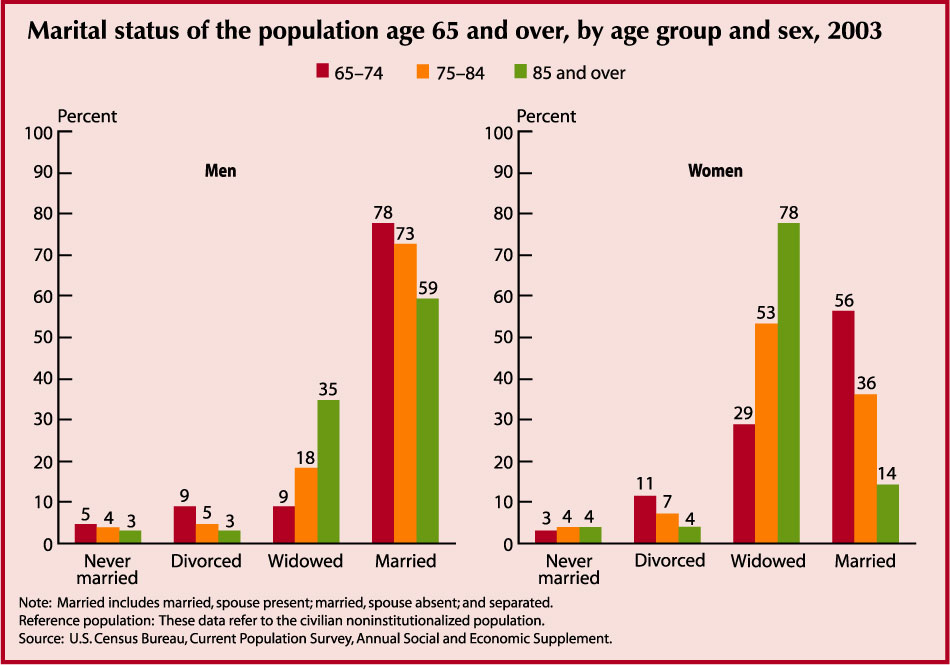 Marital status of the population age 65 and over, by age group and sex, 2003
65–74 75–84 85 and over
Percent
100
90
80
70
60
50
40
30
20
10
0
Men
5 4 3
9 5 3
9 18 35
78 73 59
Never married
Divorced
Widowed
Married
Percent
100
90
80
70
60
50
40
30
20
10
0
Women
3 4 4
11 7 4
29 53 78
56 36 14
Never married
Divorced
Widowed
Married
Note: Married includes married, spouse present; married, spouse absent; and separated.
Reference population: These data refer to the civilian noninstitutionalized population.
Source: U.S. Census Bureau, Current Population Survey, Annual Social and Economic Supplement.